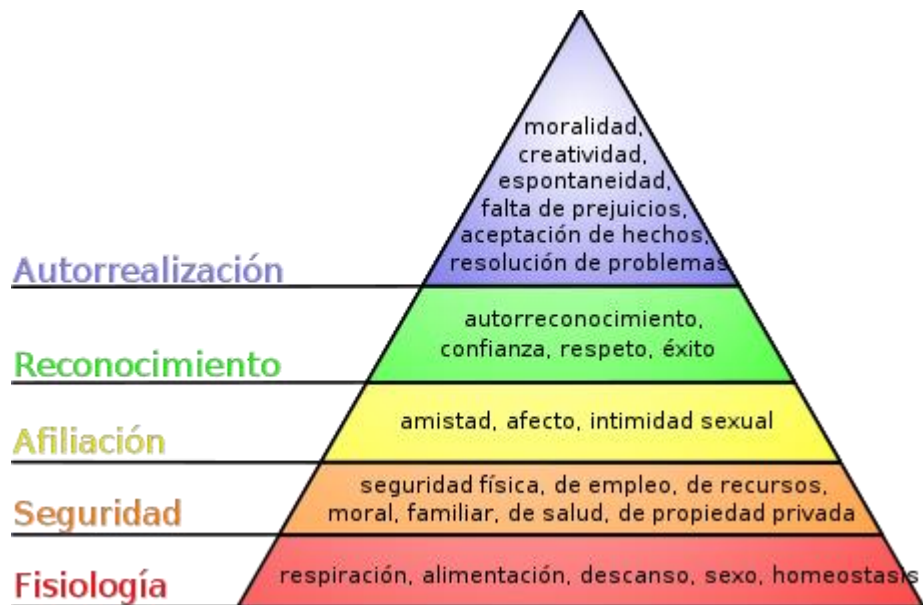 moralidad,
creatividad,
espontaneidad,
falta de prejuicios,
aceptación de hechos,
resolución de problemas
Autorrealización
autorreconocimiento,
confianza, respeto, éxito
Reconocimiento
amistad, afecto, intimidad sexual
Afiliación
seguridad física, de empleo, de recursos,
moral, familiar, de salud, de propiedad privada
Seguridad
respiración, alimentación, descanso, sexo, homeostasis
Fisiología